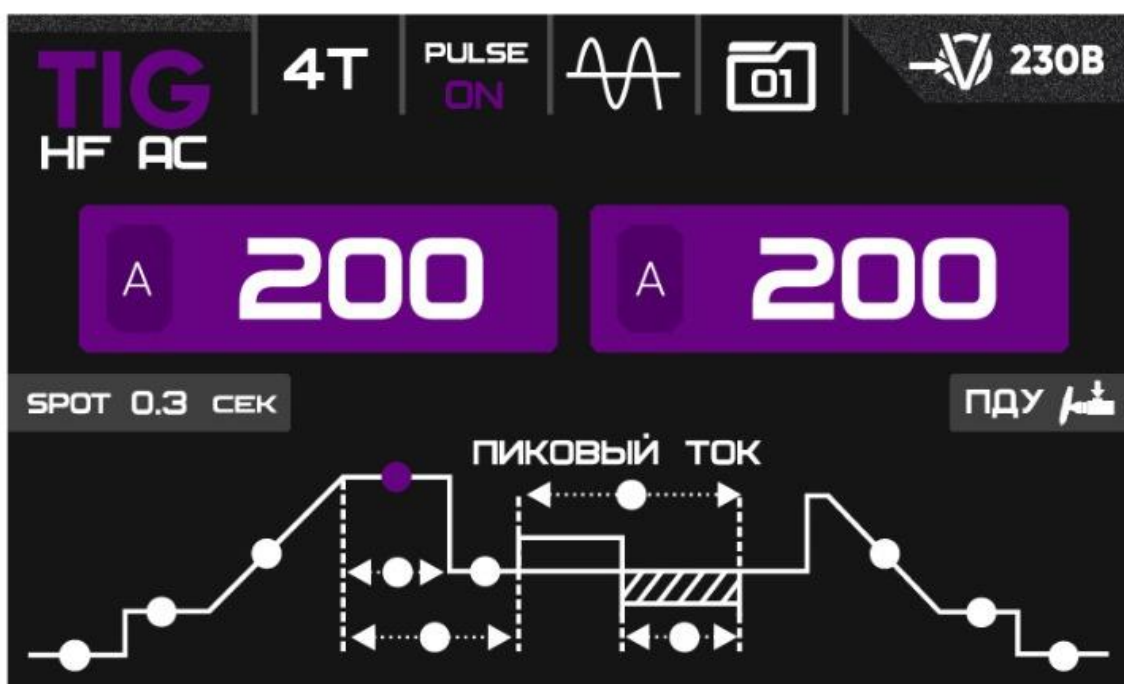 TIG
HF AC
4T
PULSE
ON
01
230В
A 200
A 200
SPOT 0.3 СЕК
ПДУ
ПИКОВЫЙ ТОК